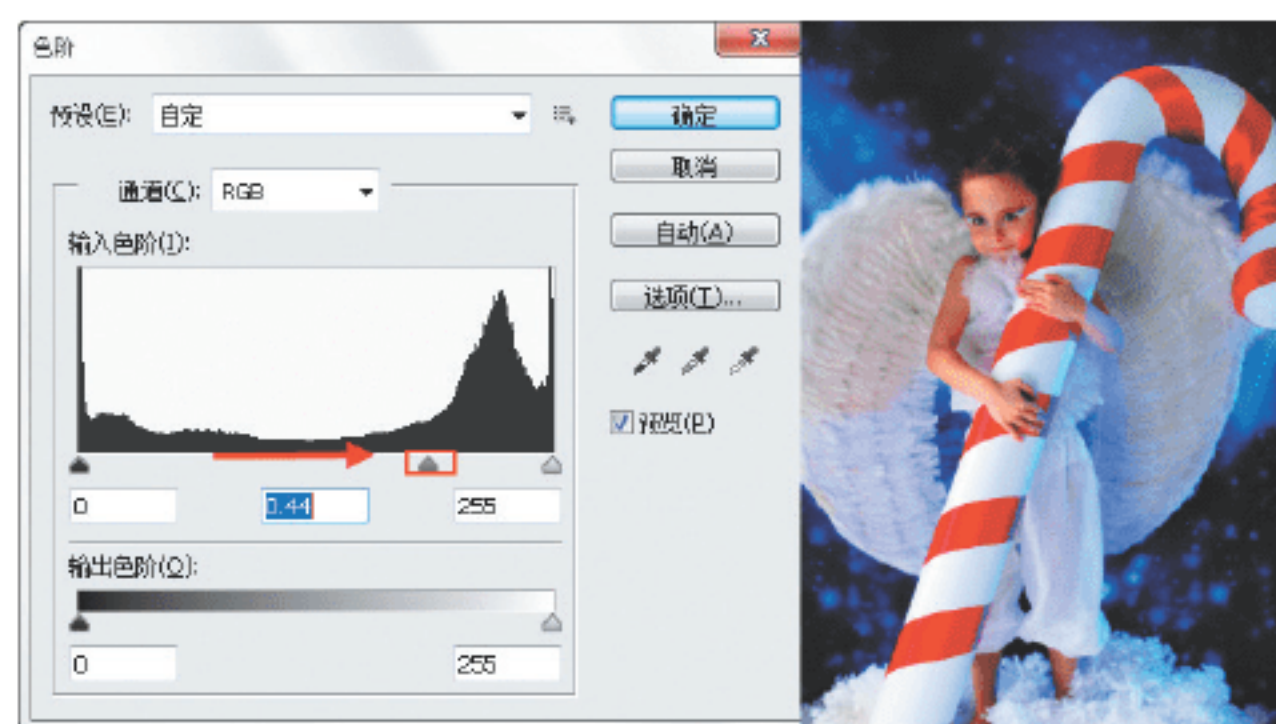 色阶
预设(E): 自定
确定
取消
通道(C): RGB
自动(A)
输入色阶(I):
选项(T)...
预览(P)
0 0.44 255
输出色阶(O):
0 255